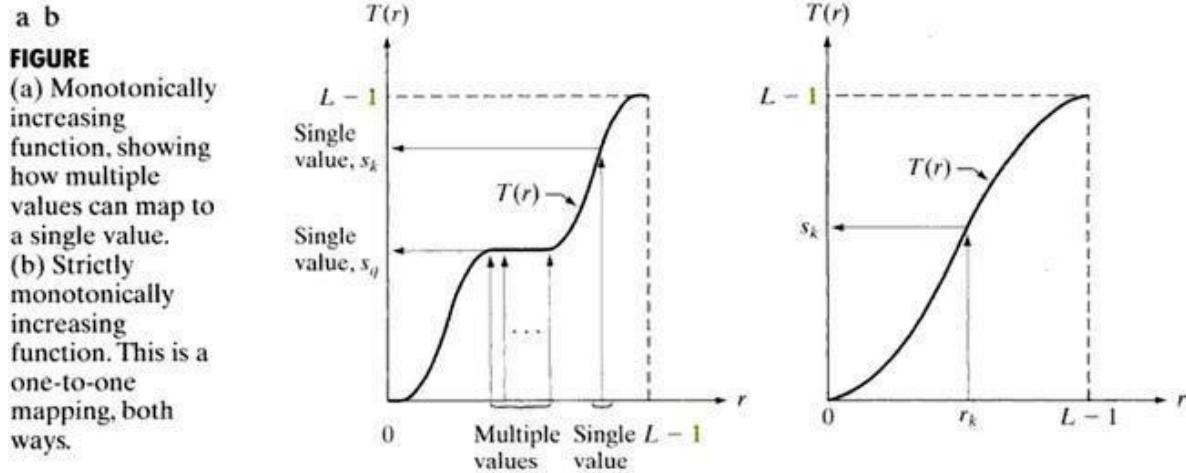 a b
FIGURE
(a) Monotonically
increasing
function, showing
how multiple
values can map to
a single value.
(b) Strictly
monotonically
increasing
function. This is a
one-to-one
mapping, both
ways.
T(r)
L − 1
Single
value, s_k
T(r)
Single
value, s_q
. . .
r
0
Multiple
values
Single
value
L − 1
T(r)
L − 1
T(r)
s_k
r
0
r_k
L − 1